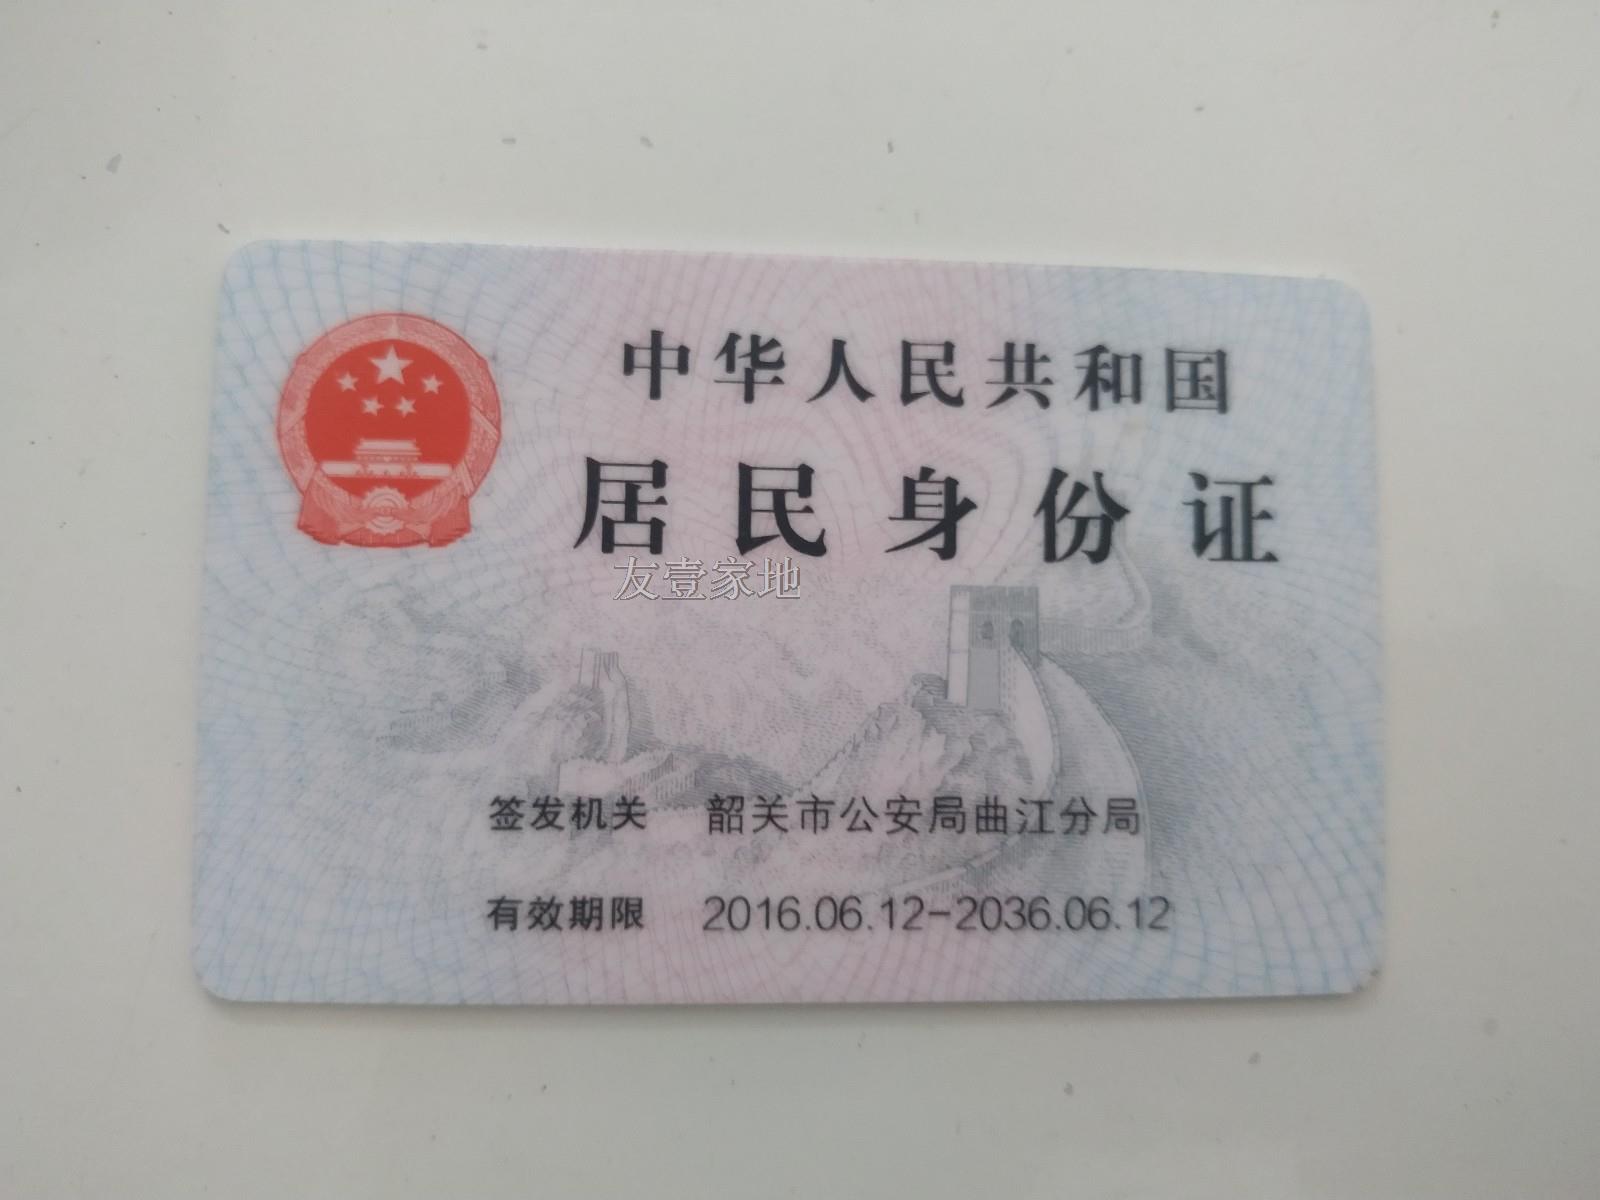 中华人民共和国
居民身份证
友壹家地
签发机关 韶关市公安局曲江分局
有效期限 2016.06.12-2036.06.12